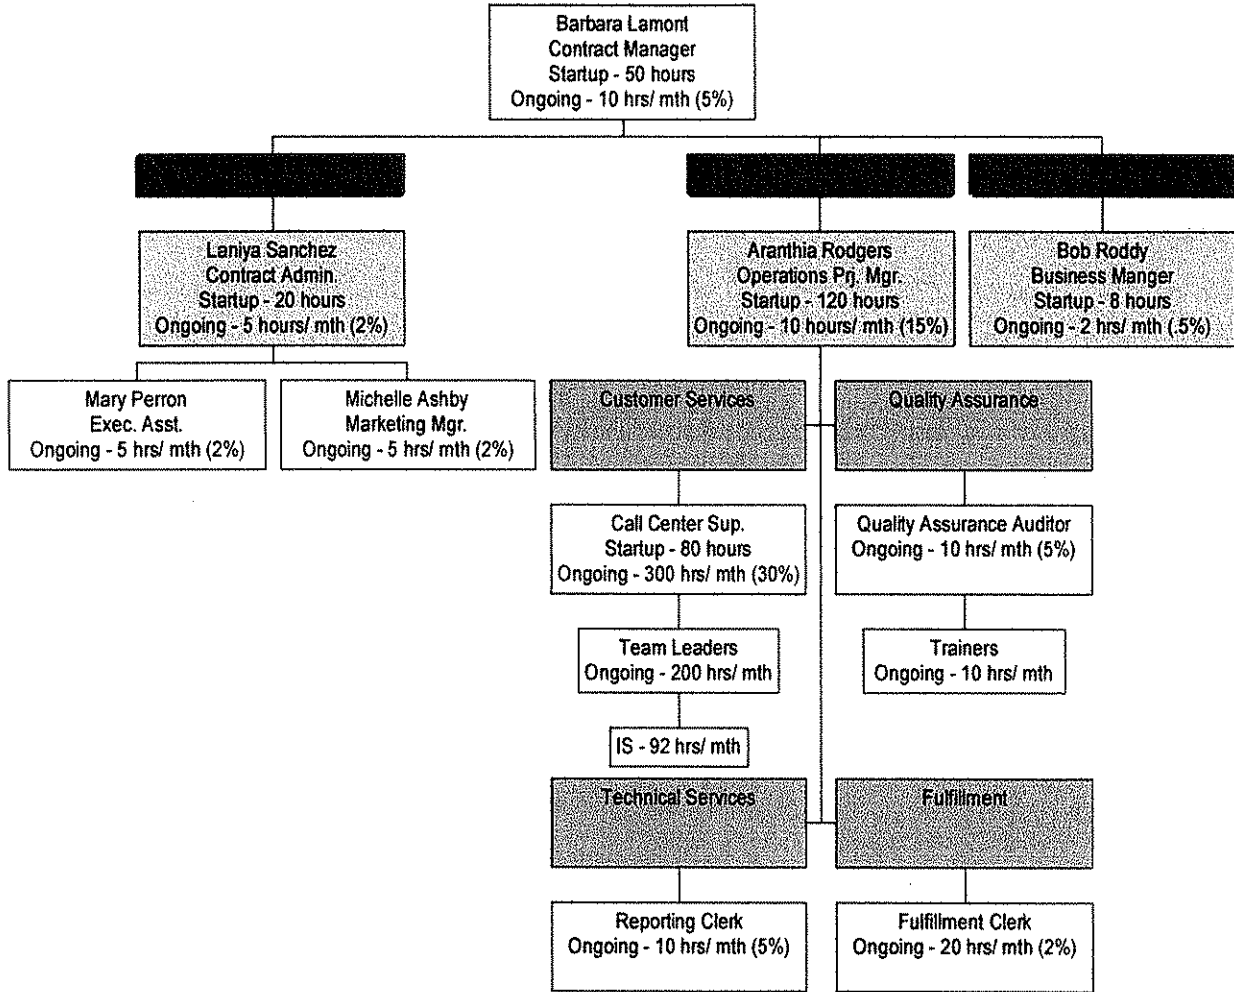 Barbara Lamont
Contract Manager
Startup - 50 hours
Ongoing - 10 hrs/ mth (5%)
Laniya Sanchez
Contract Admin.
Startup - 20 hours
Ongoing - 5 hours/ mth (2%)
Aranthia Rodgers
Operations Prj. Mgr.
Startup - 120 hours
Ongoing - 10 hours/ mth (15%)
Bob Roddy
Business Manger
Startup - 8 hours
Ongoing - 2 hrs/ mth (.5%)
Mary Perron
Exec. Asst.
Ongoing - 5 hrs/ mth (2%)
Michelle Ashby
Marketing Mgr.
Ongoing - 5 hrs/ mth (2%)
Customer Services
Quality Assurance
Call Center Sup.
Startup - 80 hours
Ongoing - 300 hrs/ mth (30%)
Quality Assurance Auditor
Ongoing - 10 hrs/ mth (5%)
Team Leaders
Ongoing - 200 hrs/ mth
Trainers
Ongoing - 10 hrs/ mth
IS - 92 hrs/ mth
Technical Services
Fulfillment
Reporting Clerk
Ongoing - 10 hrs/ mth (5%)
Fulfillment Clerk
Ongoing - 20 hrs/ mth (2%)